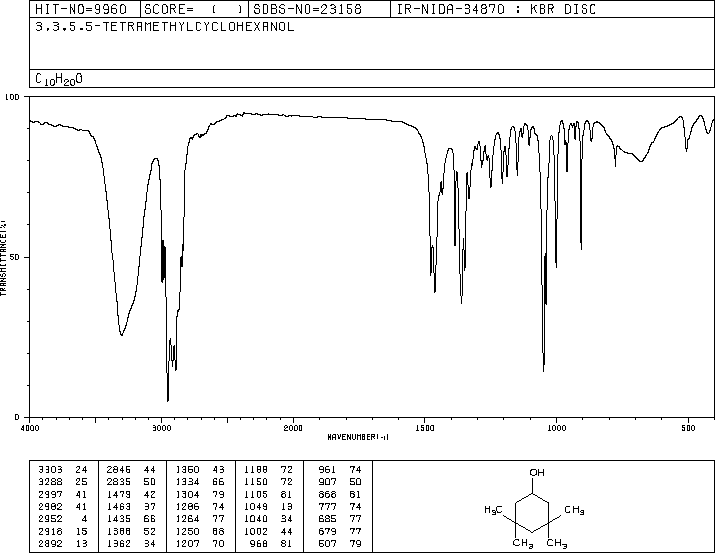 HIT-NO=9960 SCORE= ( ) SDBS-NO=23158 IR-NIDA-34870 : KBR DISC
3,3,5,5-TETRAMETHYLCYCLOHEXANOL
C10H20O
100
50
0
TRANSMITTANCE(%)
4000 3000 2000 1500 1000 500
WAVENUMBER(-1)
3303 24 2846 44 1360 43 1188 72 961 74
3288 25 2835 50 1334 66 1150 72 907 50
2997 41 1479 42 1304 79 1105 81 868 81
2982 41 1463 37 1286 74 1049 13 777 74
2952 4 1435 66 1264 77 1040 34 685 77
2918 15 1388 52 1250 68 1002 44 679 77
2892 13 1362 34 1207 70 968 81 507 79
OH
H3C CH3
CH3 CH3